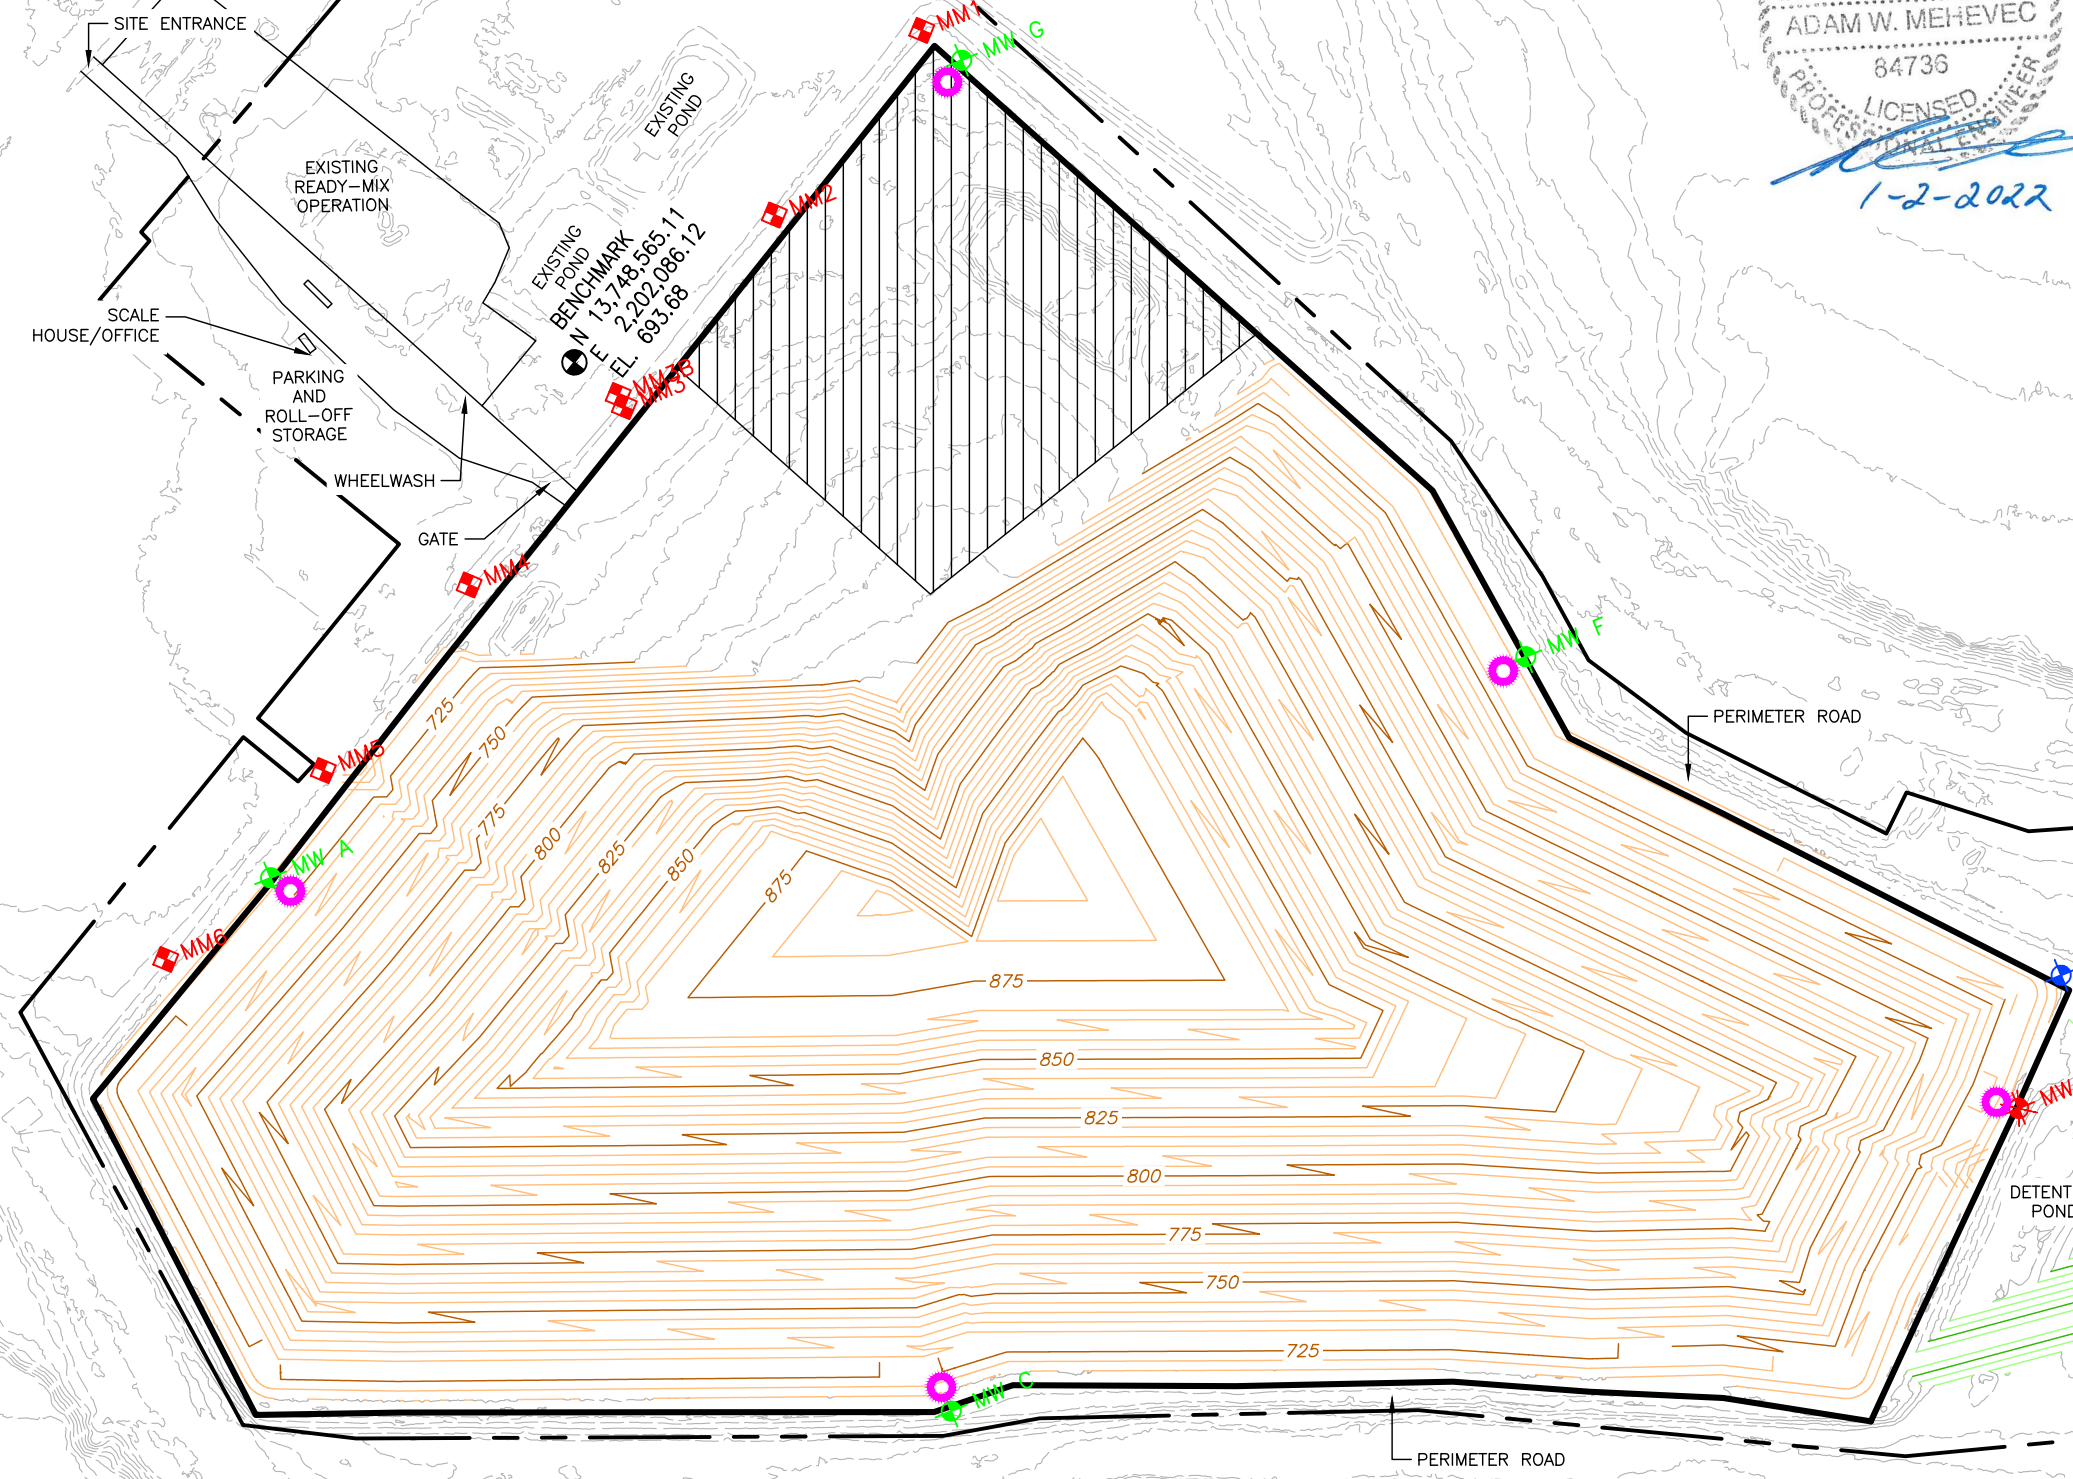 SITE ENTRANCE
MM1
MW G
ADAM W. MEHEVEC
84736
LICENSED
PROFESSIONAL ENGINEER
1-2-2022
EXISTING
POND
EXISTING
READY-MIX
OPERATION
MM2
EXISTING
POND
BENCHMARK
N 13,748,565.11
E 2,202,086.12
EL. 693.68
SCALE
HOUSE/OFFICE
MM3B
MM3
PARKING
AND
ROLL-OFF
STORAGE
WHEELWASH
GATE
MM4
MW F
PERIMETER ROAD
725
750
MM5
775
800
825
850
875
MW A
MM6
875
850
825
800
775
750
725
MW
DETENT
POND
MW C
PERIMETER ROAD